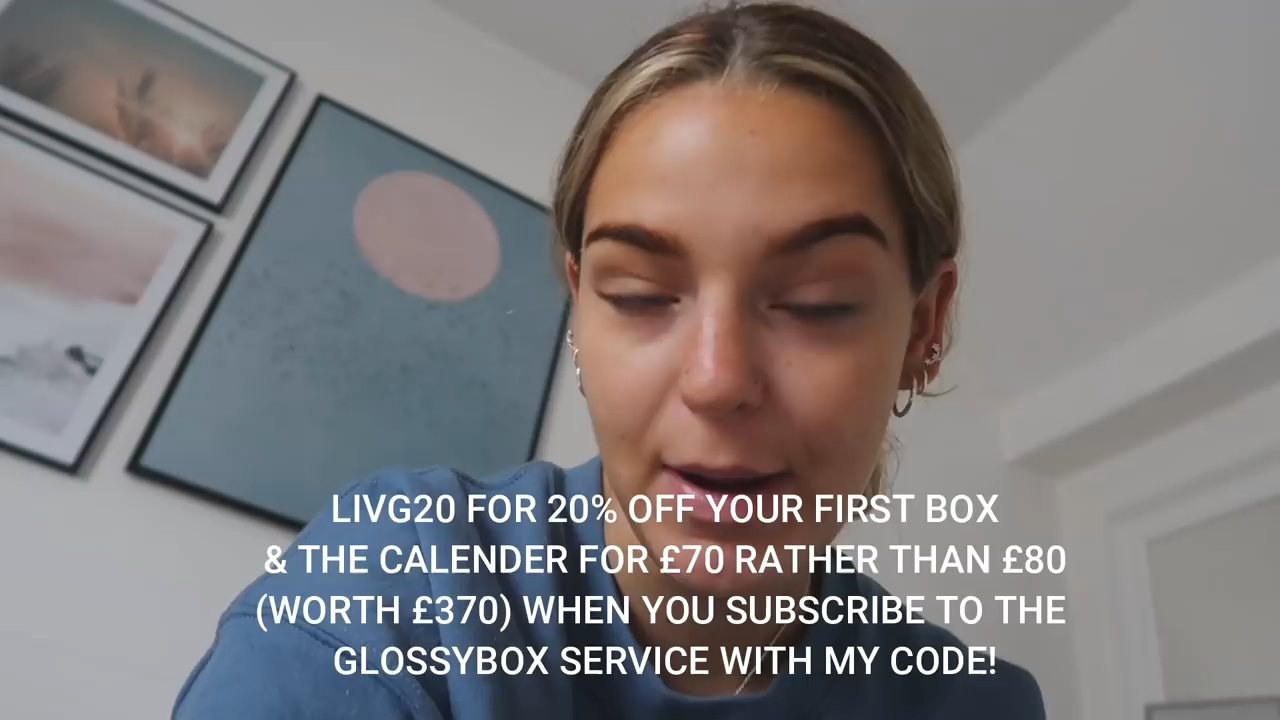 LIVG20 FOR 20% OFF YOUR FIRST BOX
& THE CALENDER FOR £70 RATHER THAN £80
(WORTH £370) WHEN YOU SUBSCRIBE TO THE
GLOSSYBOX SERVICE WITH MY CODE!